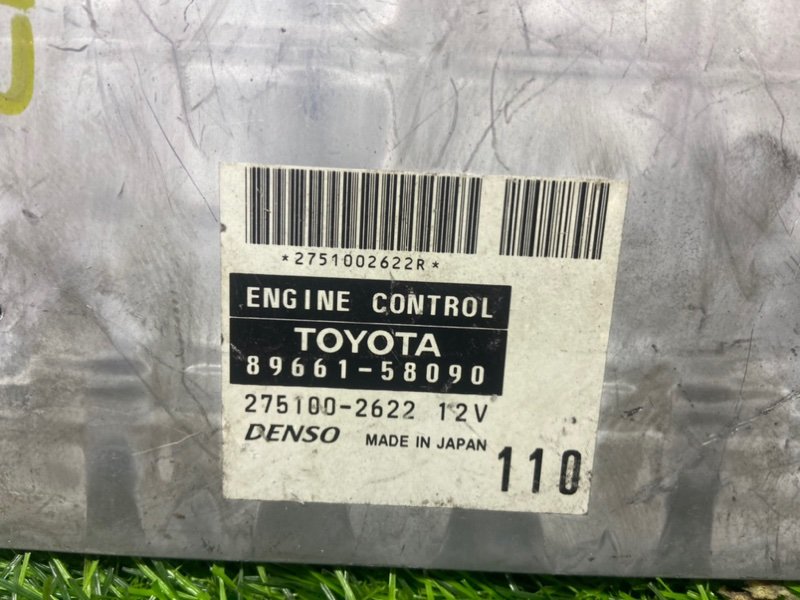 *2751002622R*
ENGINE CONTROL
TOYOTA
89661-58090
275100-2622 12V
DENSO MADE IN JAPAN
110